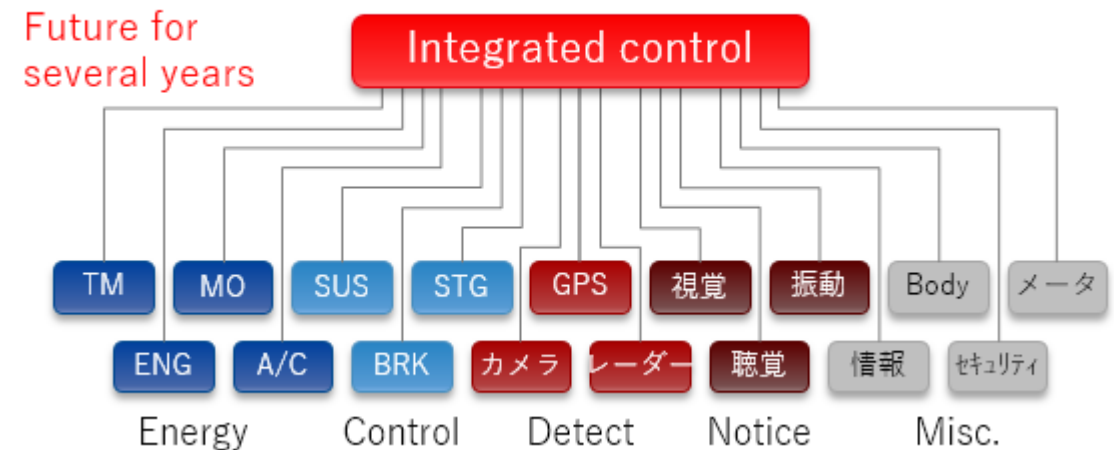 Future for
several years
Integrated control
TM
MO
SUS
STG
GPS
視覚
振動
Body
メータ
ENG
A/C
BRK
カメラ
レーダー
聴覚
情報
セキュリティ
Energy
Control
Detect
Notice
Misc.